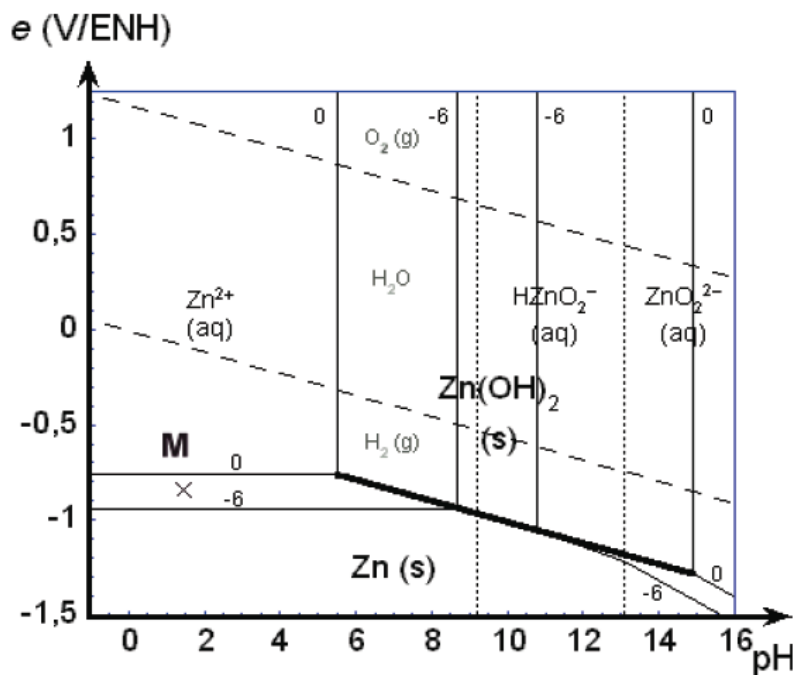 e (V/ENH)
1
0,5
0
-0,5
-1
-1,5
0 -6 -6 0
O₂ (g)
H₂O
Zn²⁺
(aq)
HZnO₂⁻
(aq)
ZnO₂²⁻
(aq)
Zn(OH)₂
(s)
H₂ (g)
M
0
-6
Zn (s)
0
-6
0 2 4 6 8 10 12 14 16
pH